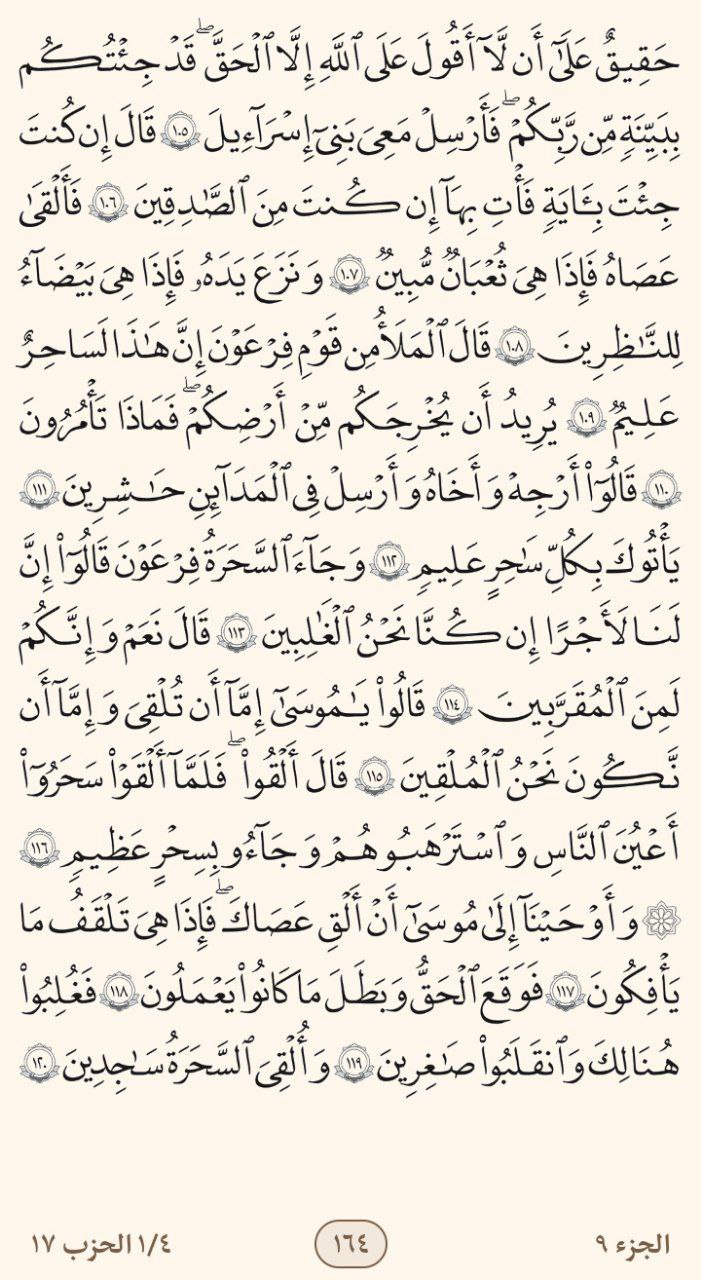 حَقِيقٌ عَلَىٰٓ أَن لَّآ أَقُولَ عَلَى ٱللَّهِ إِلَّا ٱلۡحَقَّۖ قَدۡ جِئۡتُكُم
بِبَيِّنَةٖ مِّن رَّبِّكُمۡ فَأَرۡسِلۡ مَعِيَ بَنِيٓ إِسۡرَٰٓءِيلَ ١٠٥ قَالَ إِن كُنتَ
جِئۡتَ بِـَٔايَةٖ فَأۡتِ بِهَآ إِن كُنتَ مِنَ ٱلصَّٰدِقِينَ ١٠٦ فَأَلۡقَىٰ
عَصَاهُ فَإِذَا هِيَ ثُعۡبَانٞ مُّبِينٞ ١٠٧ وَنَزَعَ يَدَهُۥ فَإِذَا هِيَ بَيۡضَآءُ
لِلنَّٰظِرِينَ ١٠٨ قَالَ ٱلۡمَلَأُ مِن قَوۡمِ فِرۡعَوۡنَ إِنَّ هَٰذَا لَسَٰحِرٌ
عَلِيمٞ ١٠٩ يُرِيدُ أَن يُخۡرِجَكُم مِّنۡ أَرۡضِكُمۡۖ فَمَاذَا تَأۡمُرُونَ
١١٠ قَالُوٓاْ أَرۡجِهۡ وَأَخَاهُ وَأَرۡسِلۡ فِي ٱلۡمَدَآئِنِ حَٰشِرِينَ ١١١
يَأۡتُوكَ بِكُلِّ سَٰحِرٍ عَلِيمٖ ١١٢ وَجَآءَ ٱلسَّحَرَةُ فِرۡعَوۡنَ قَالُوٓاْ إِنَّ
لَنَا لَأَجۡرًا إِن كُنَّا نَحۡنُ ٱلۡغَٰلِبِينَ ١١٣ قَالَ نَعَمۡ وَإِنَّكُمۡ
لَمِنَ ٱلۡمُقَرَّبِينَ ١١٤ قَالُواْ يَٰمُوسَىٰٓ إِمَّآ أَن تُلۡقِيَ وَإِمَّآ أَن
نَّكُونَ نَحۡنُ ٱلۡمُلۡقِينَ ١١٥ قَالَ أَلۡقُواْۖ فَلَمَّآ أَلۡقَوۡاْ سَحَرُوٓاْ
أَعۡيُنَ ٱلنَّاسِ وَٱسۡتَرۡهَبُوهُمۡ وَجَآءُو بِسِحۡرٍ عَظِيمٖ ١١٦
۞ وَأَوۡحَيۡنَآ إِلَىٰ مُوسَىٰٓ أَنۡ أَلۡقِ عَصَاكَۖ فَإِذَا هِيَ تَلۡقَفُ مَا
يَأۡفِكُونَ ١١٧ فَوَقَعَ ٱلۡحَقُّ وَبَطَلَ مَا كَانُواْ يَعۡمَلُونَ ١١٨ فَغُلِبُواْ
هُنَالِكَ وَٱنقَلَبُواْ صَٰغِرِينَ ١١٩ وَأُلۡقِيَ ٱلسَّحَرَةُ سَٰجِدِينَ ١٢٠
الجزء ٩ ١٦٤ ١/٤ الحزب ١٧